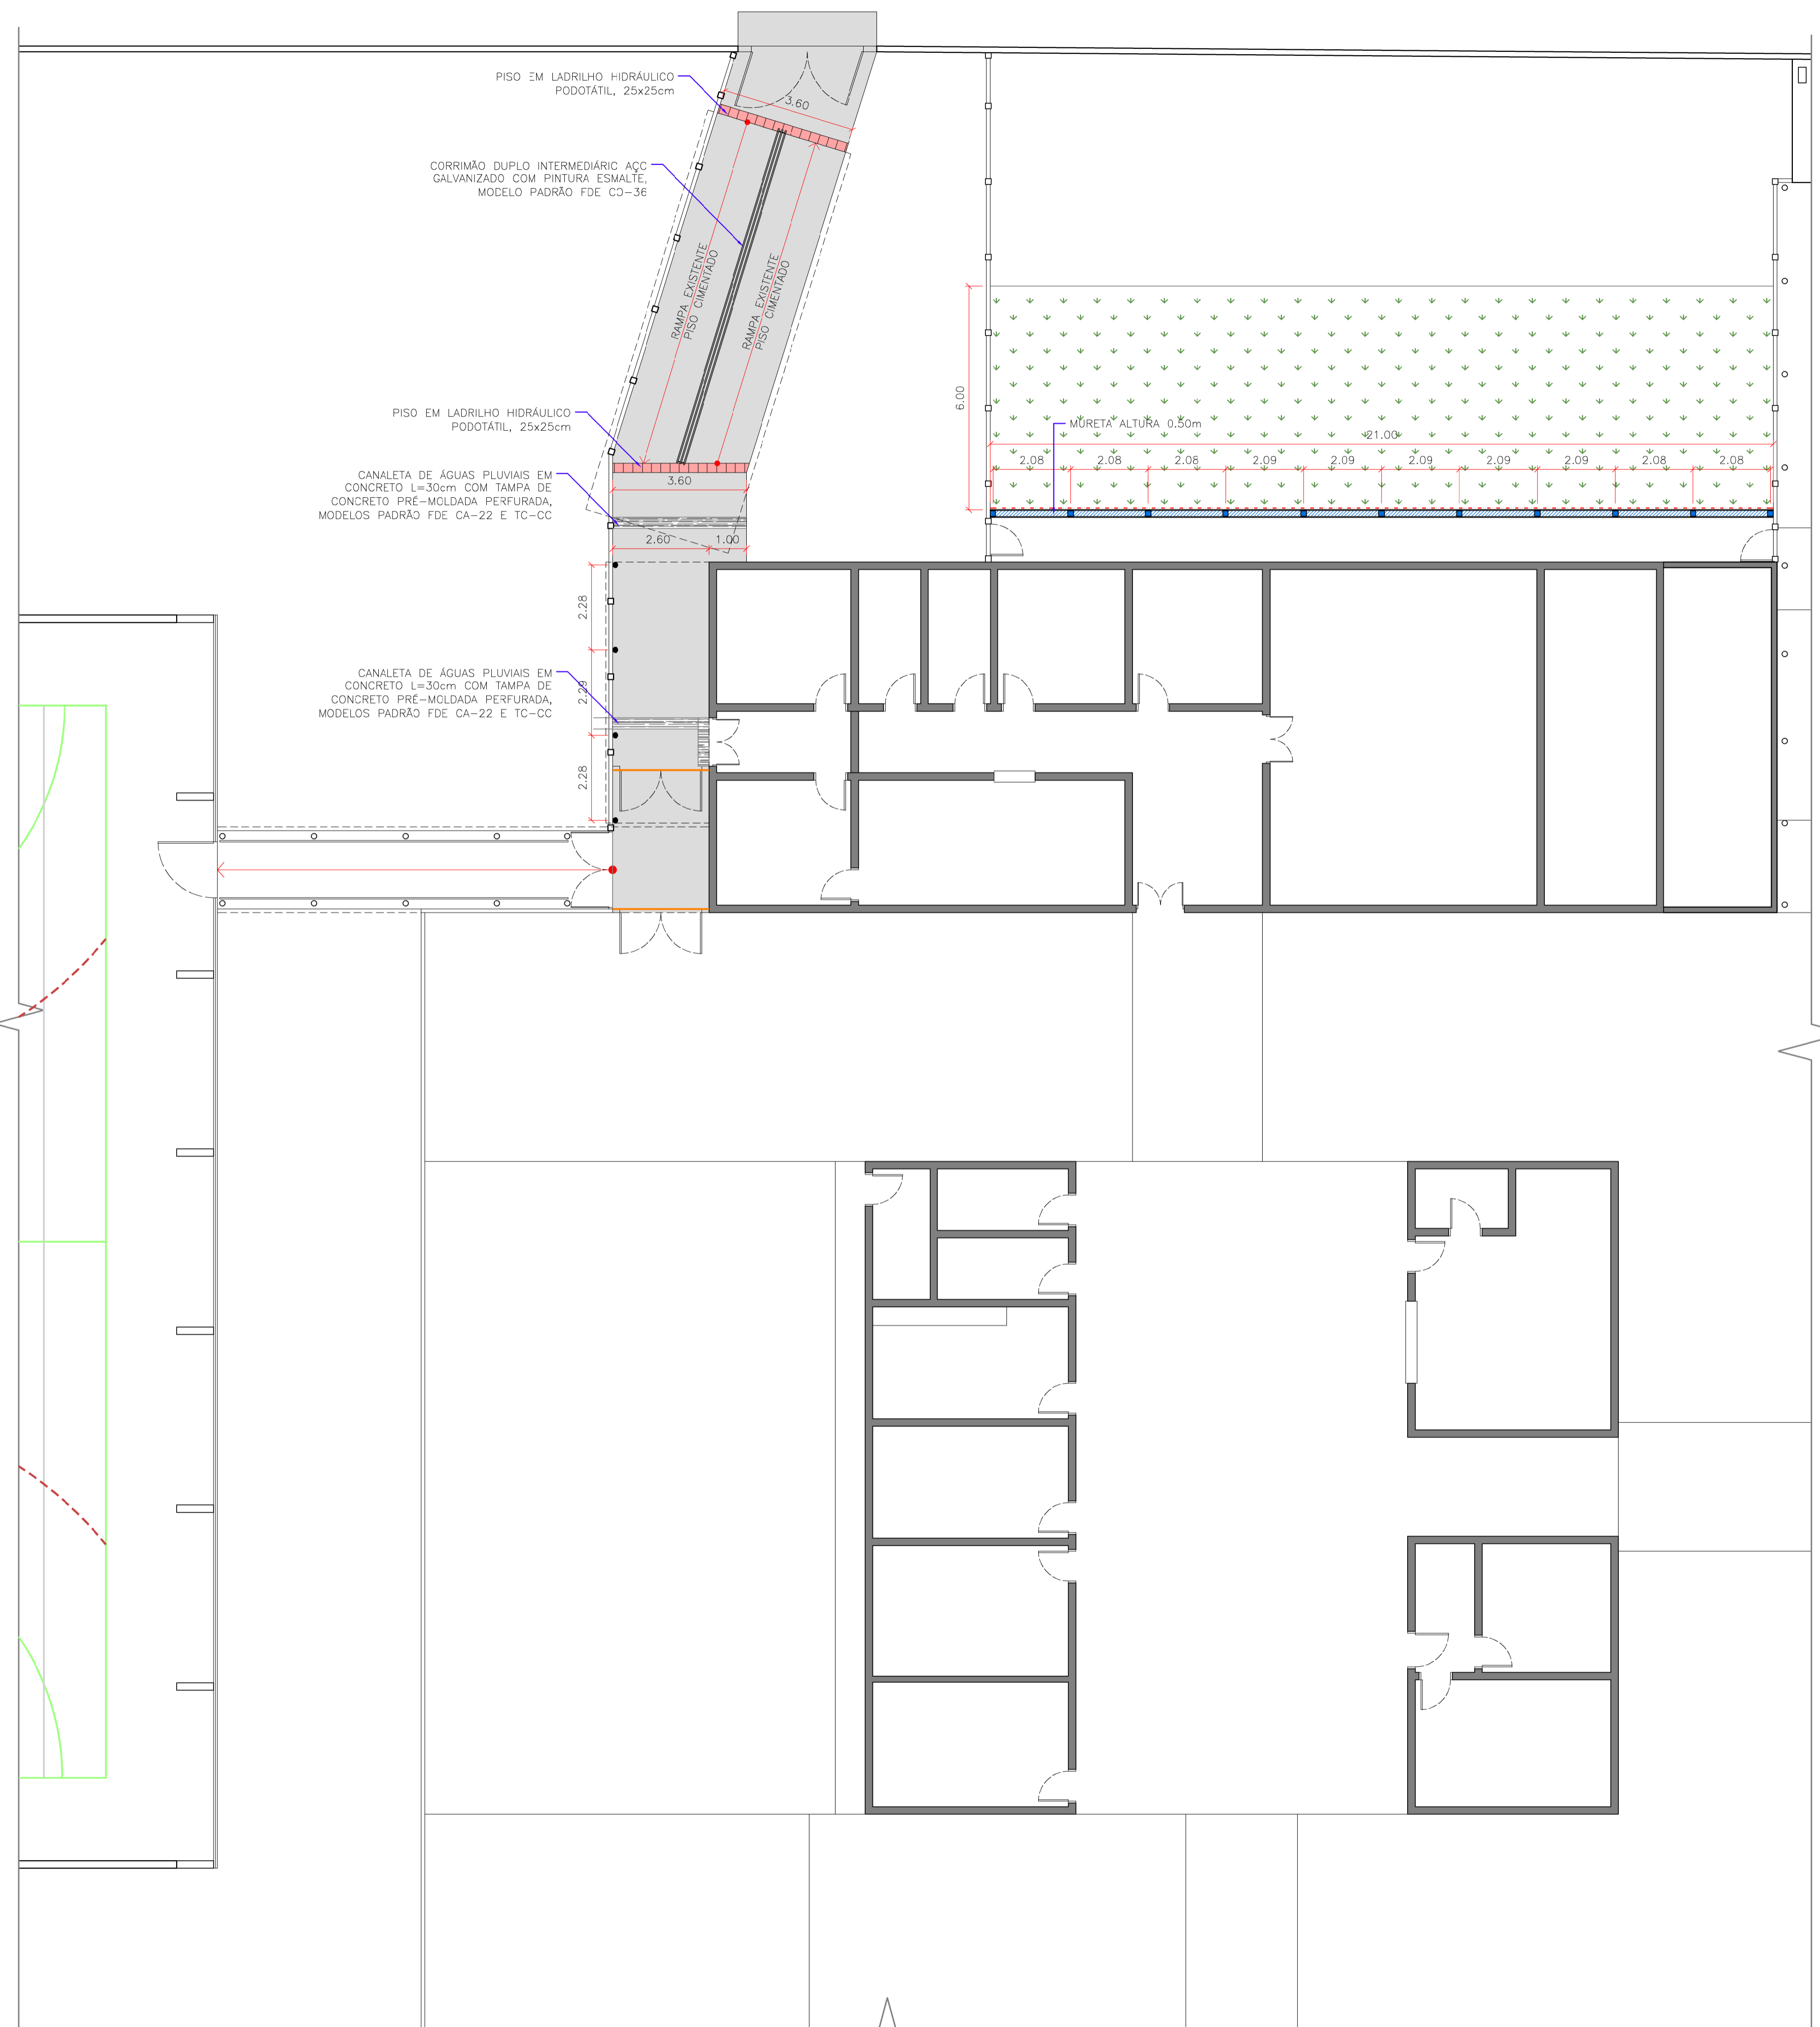 PISO EM LADRILHO HIDRÁULICO
PODOTÁTIL, 25x25cm
3.60
CORRIMÃO DUPLO INTERMEDIÁRIC AÇC
GALVANIZADO COM PINTURA ESMALTE,
MODELO PADRÃO FDE CO-36
RAMPA EXISTENTE
PISO CIMENTADO
RAMPA EXISTENTE
PISO CIMENTADO
6.00
PISO EM LADRILHO HIDRÁULICO
PODOTÁTIL, 25x25cm
MURETA ALTURA 0.50m
21.00
2.08
2.08
2.08
2.09
2.09
2.09
2.09
2.09
2.08
2.08
CANALETA DE ÁGUAS PLUVIAIS EM
CONCRETO L=30cm COM TAMPA DE
CONCRETO PRÉ-MOLDADA PERFURADA,
MODELOS PADRÃO FDE CA-22 E TC-CC
3.60
2.60
1.00
2.28
2.29
2.28
CANALETA DE ÁGUAS PLUVIAIS EM
CONCRETO L=30cm COM TAMPA DE
CONCRETO PRÉ-MOLDADA PERFURADA,
MODELOS PADRÃO FDE CA-22 E TC-CC